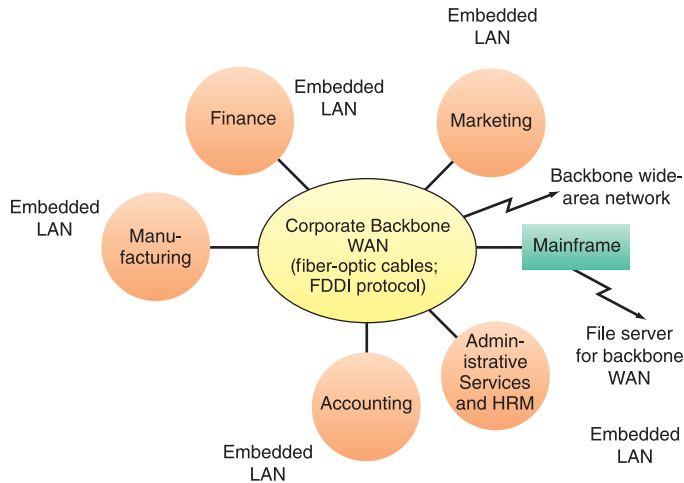 Embedded
LAN
Embedded
LAN
Finance
Marketing
Backbone wide-
area network
Embedded
LAN
Manu-
facturing
Corporate Backbone
WAN
(fiber-optic cables;
FDDI protocol)
Mainframe
File server
for backbone
WAN
Admin-
istrative
Services
and HRM
Accounting
Embedded
LAN
Embedded
LAN